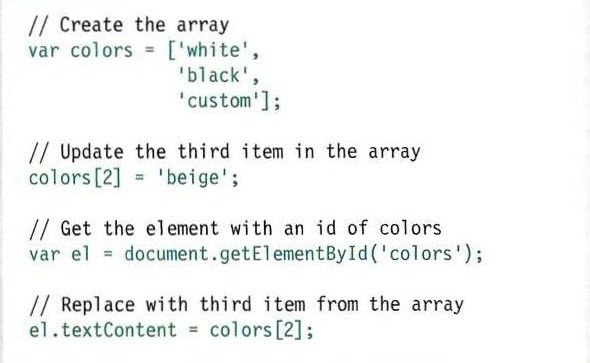 // Create the array
var colors = ['white',
              'black',
              'custom'];

// Update the third item in the array
colors[2] = 'beige';

// Get the element with an id of colors
var el = document.getElementById('colors');

// Replace with third item from the array
el.textContent = colors[2];